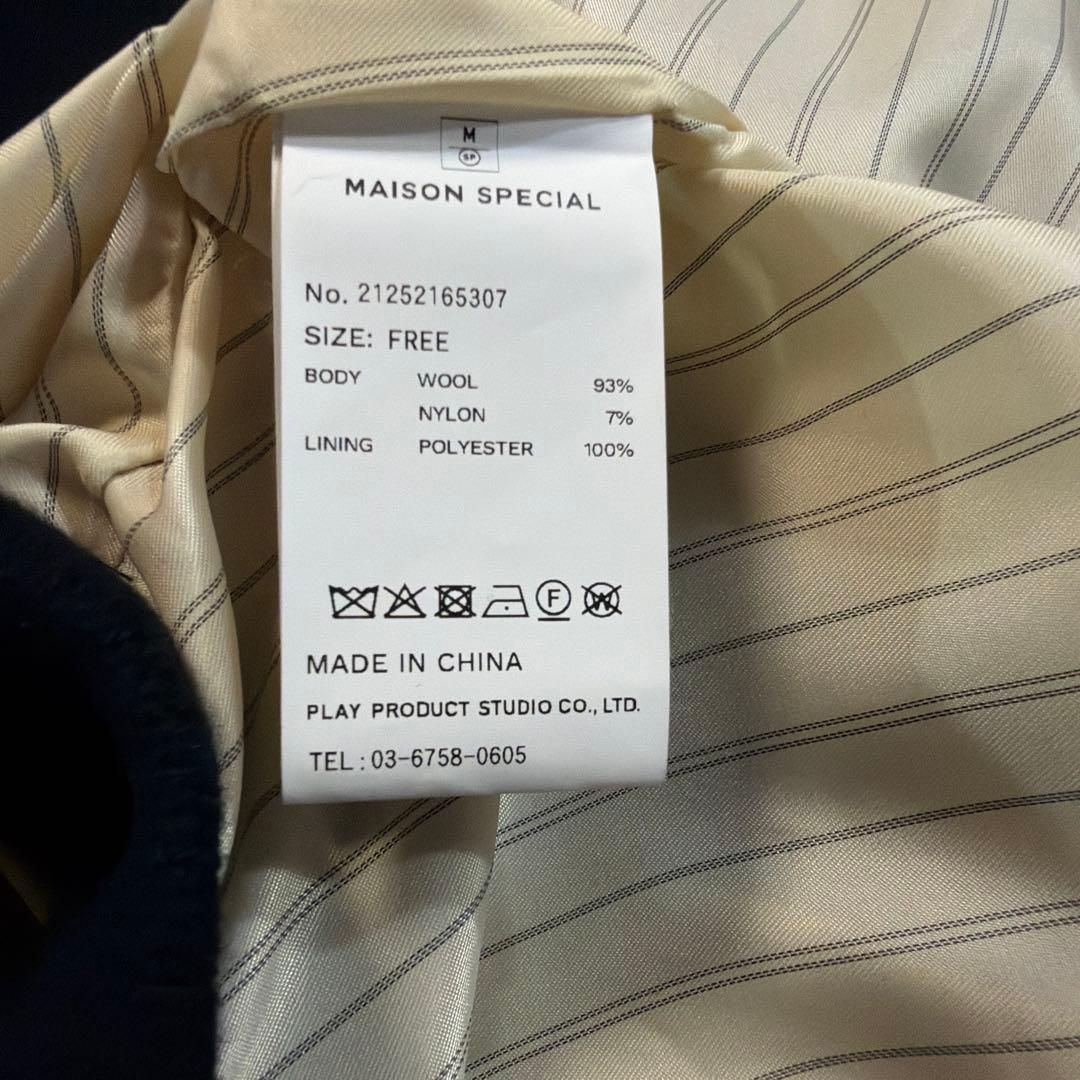 M
SP
MAISON SPECIAL
No. 21252165307
SIZE: FREE
BODY WOOL 93%
NYLON 7%
LINING POLYESTER 100%
F W
MADE IN CHINA
PLAY PRODUCT STUDIO CO., LTD.
TEL : 03-6758-0605